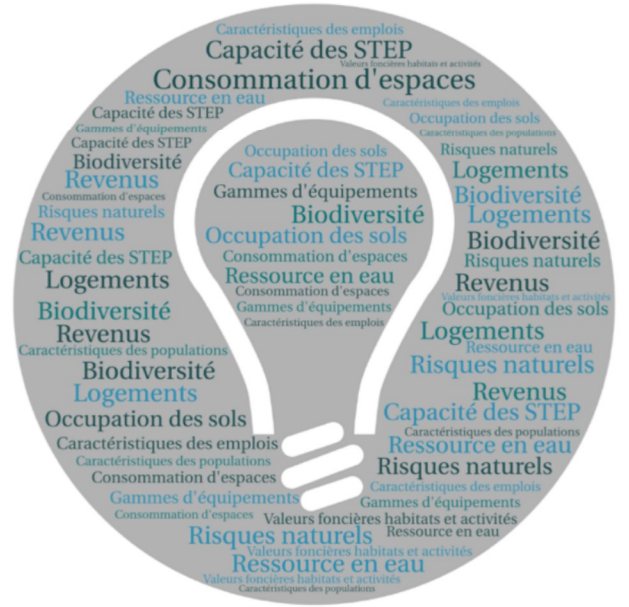 Caractéristiques des emplois
Capacité des STEP
Valeurs foncières habitats et activités
Consommation d'espaces
Ressource en eau
Caractéristiques des emplois
Capacité des STEP
Occupation des sols
Gammes d'équipements
Caractéristiques des populations
Capacité des STEP
Risques naturels
Occupation des sols
Biodiversité
Capacité des STEP
Logements
Revenus
Gammes d'équipements
Biodiversité
Consommation d'espaces
Risques naturels
Biodiversité
Logements
Revenus
Occupation des sols
Biodiversité
Capacité des STEP
Consommation d'espaces
Risques naturels
Logements
Ressource en eau
Revenus
Consommation d'espaces
Valeurs foncières habitats et activités
Biodiversité
Gammes d'équipements
Occupation des sols
Revenus
Caractéristiques des emplois
Logements
Caractéristiques des populations
Ressource en eau
Biodiversité
Risques naturels
Logements
Revenus
Occupation des sols
Capacité des STEP
Caractéristiques des emplois
Caractéristiques des populations
Ressource en eau
Caractéristiques des populations
Risques naturels
Consommation d'espaces
Caractéristiques des emplois
Gammes d'équipements
Gammes d'équipements
Consommation d'espaces
Valeurs foncières habitats et activités
Risques naturels
Ressource en eau
Valeurs foncières habitats et activités
Ressource en eau
Valeurs foncières habitats et activités
Caractéristiques des populations